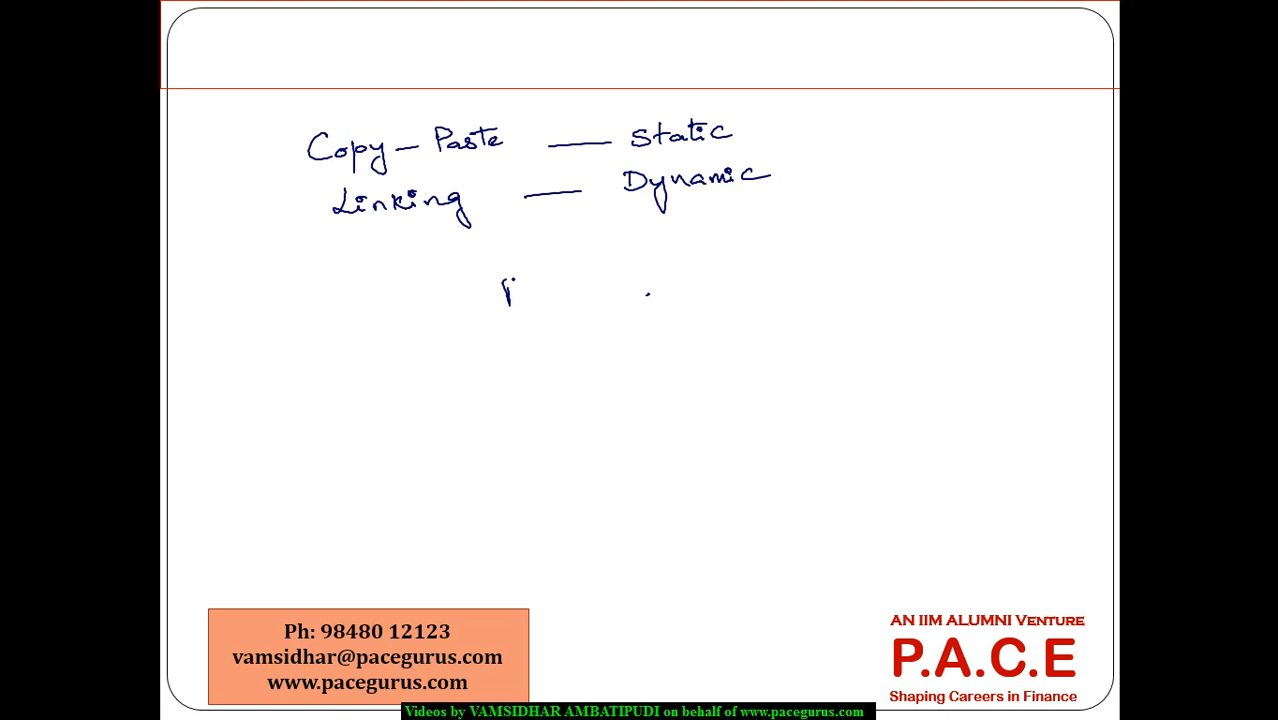 Copy - Paste — Static
Linking — Dynamic
Ph: 98480 12123
vamsidhar@pacegurus.com
www.pacegurus.com
AN IIM ALUMNI VENTURE
P.A.C.E
Shaping Careers in Finance
Videos by VAMSIDHAR AMBATIPUDI on behalf of www.pacegurus.com